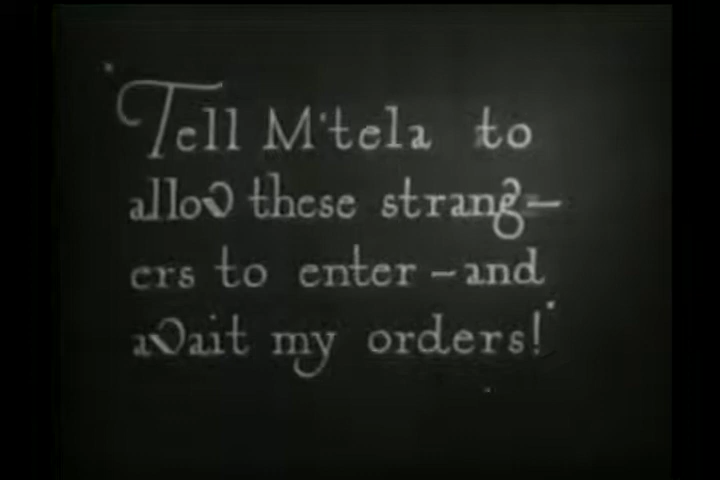 "Tell M'tela to
allow these strang-
ers to enter - and
await my orders!"